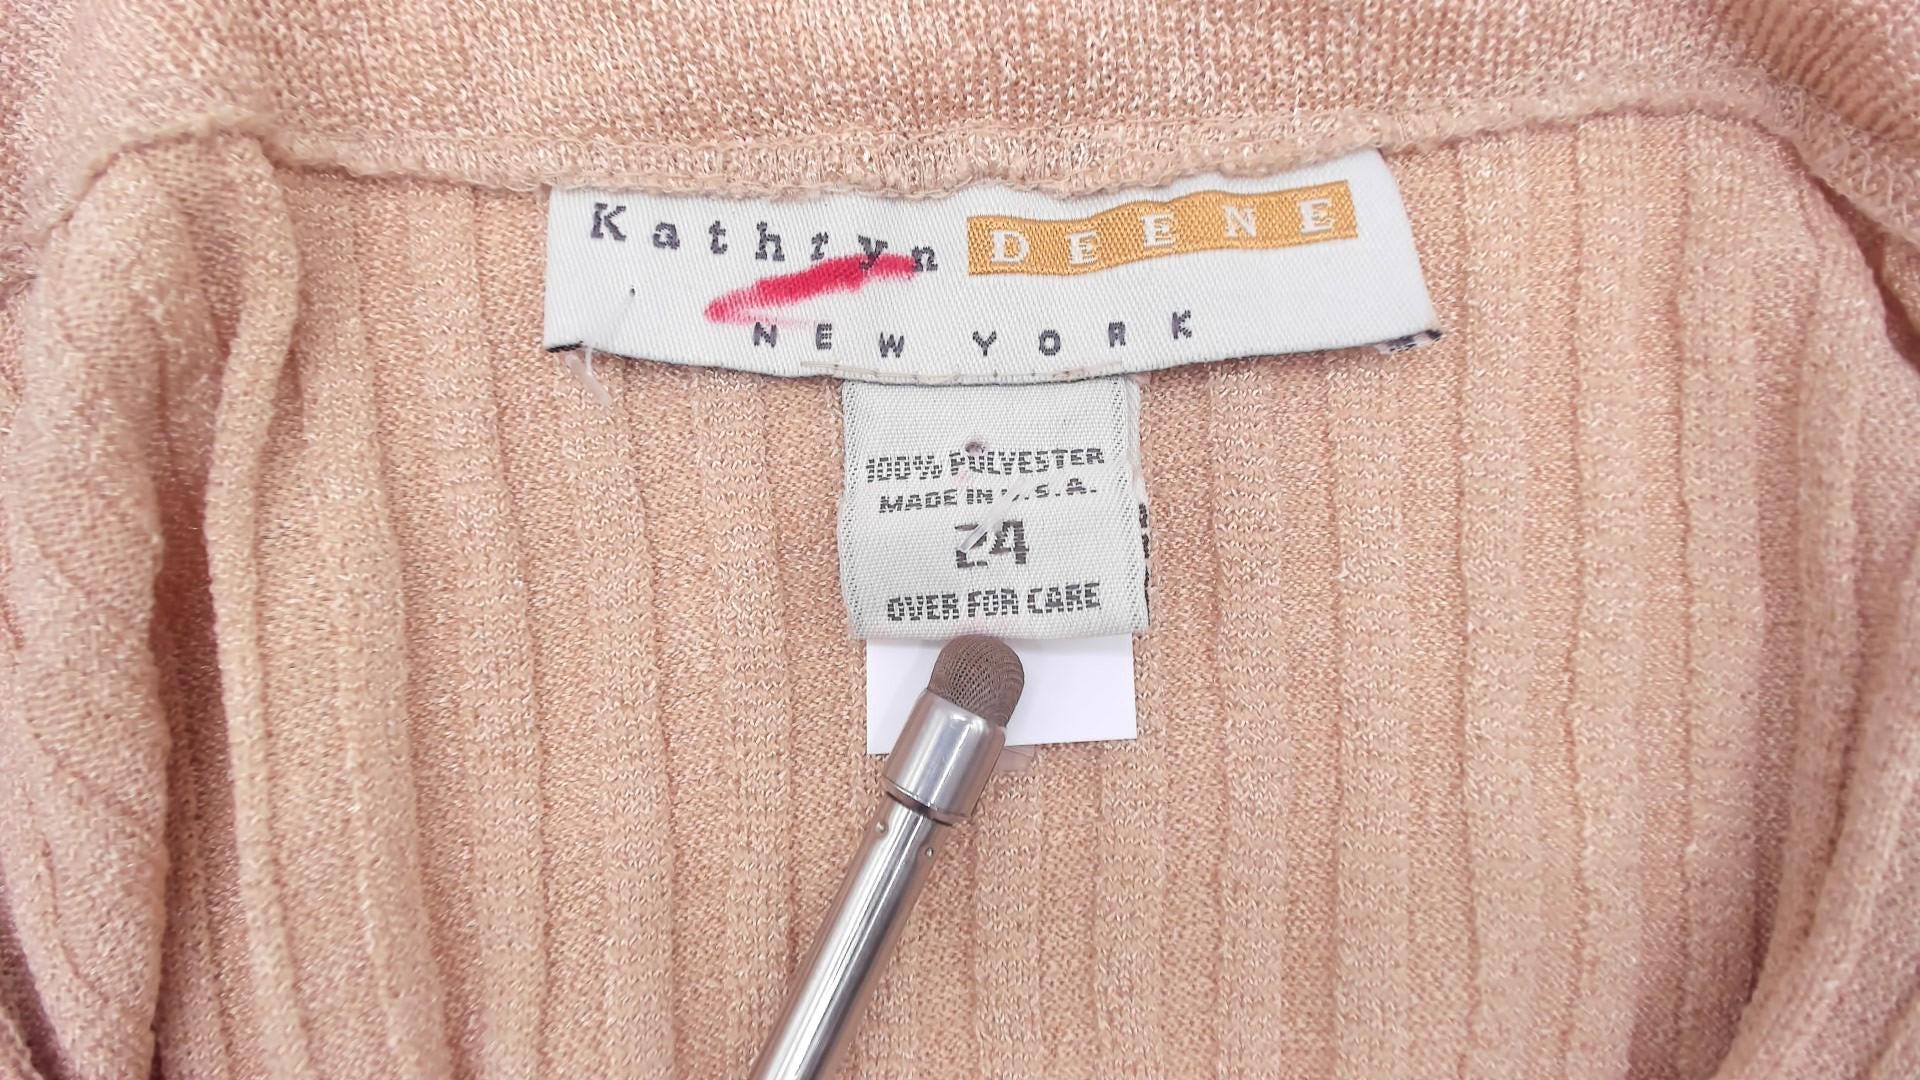 Kathryn DEENE
NEW YORK
100% POLYESTER
MADE IN U.S.A.
24
OVER FOR CARE